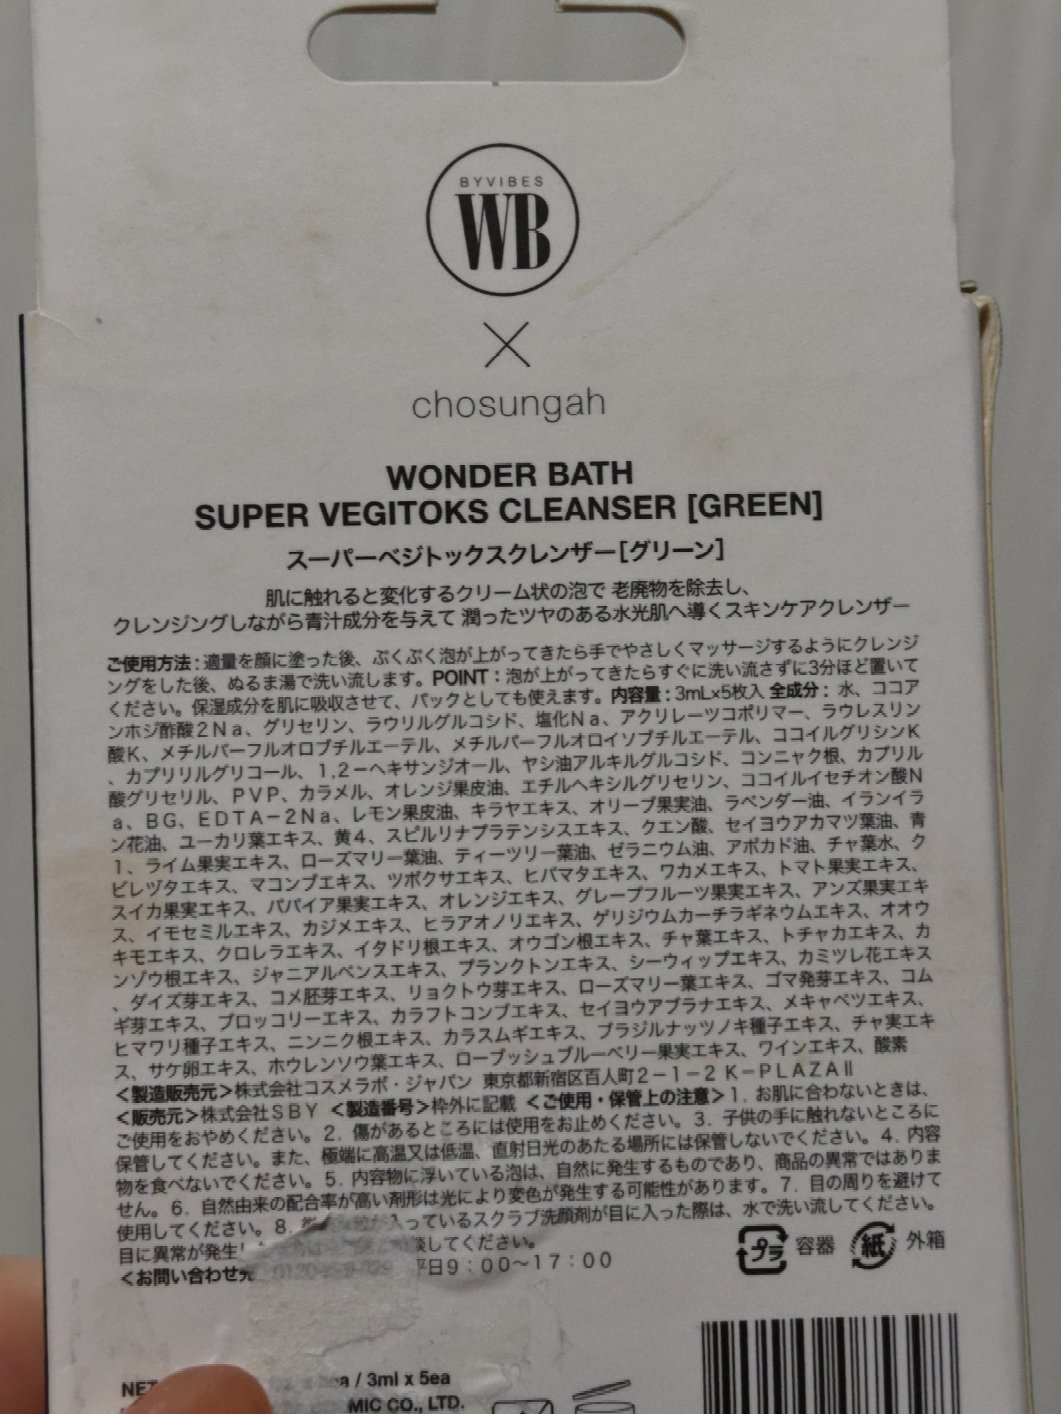 BYVIBES
WB
×
chosungah
WONDER BATH
SUPER VEGITOKS CLEANSER [GREEN]
スーパーベジトックスクレンザー[グリーン]
肌に触れると変化するクリーム状の泡で 老廃物を除去し、
クレンジングしながら青汁成分を与えて 潤ったツヤのある水光肌へ導くスキンケアクレンザー
ご使用方法:適量を顔に塗った後、ぷくぷく泡が上がってきたら手でやさしくマッサージするようにクレンジ
ングをした後、ぬるま湯で洗い流します。POINT:泡が上がってきたらすぐに洗い流さずに3分ほど置いて
ください。保湿成分を肌に吸収させて、パックとしても使えます。内容量:3mL×5枚入 全成分:水、ココア
ンホジ酢酸2Na、グリセリン、ラウリルグルコシド、塩化Na、アクリレーツコポリマー、ラウレスリン
酸K、メチルパーフルオロブチルエーテル、メチルパーフルオロイソブチルエーテル、ココイルグリシンK
、カプリリルグリコール、1,2-ヘキサンジオール、ヤシ油アルキルグルコシド、コンニャク根、カプリル
酸グリセリル、PVP、カラメル、オレンジ果皮油、エチルヘキシルグリセリン、ココイルイセチオン酸N
a、BG、EDTA-2Na、レモン果皮油、キラヤエキス、オリーブ果実油、ラベンダー油、イランイラ
ン花油、ユーカリ葉エキス、黄4、スピルリナプラテンシスエキス、クエン酸、セイヨウアカマツ葉油、青
1、ライム果実エキス、ローズマリー葉油、ティーツリー葉油、ゼラニウム油、アボカド油、チャ葉水、ク
ビレヅタエキス、マコンブエキス、ツボクサエキス、ヒバマタエキス、ワカメエキス、トマト果実エキス、
スイカ果実エキス、パパイア果実エキス、オレンジエキス、グレープフルーツ果実エキス、アンズ果実エキ
ス、イモセミルエキス、カジメエキス、ヒラアオノリエキス、ゲリジウムカーチラギネウムエキス、オオウ
キモエキス、クロレラエキス、イタドリ根エキス、オウゴン根エキス、チャ葉エキス、トチャカエキス、カ
ンゾウ根エキス、ジャニアルベンスエキス、プランクトンエキス、シーウィップエキス、カミツレ花エキス
、ダイズ芽エキス、コメ胚芽エキス、リョクトウ芽エキス、ローズマリー葉エキス、ゴマ発芽エキス、コム
ギ芽エキス、ブロッコリーエキス、カラフトコンブエキス、セイヨウアブラナエキス、メキャベツエキス、
ヒマワリ種子エキス、ニンニク根エキス、カラスムギエキス、ブラジルナッツノキ種子エキス、チャ実エキ
ス、サケ卵エキス、ホウレンソウ葉エキス、ローブッシュブルーベリー果実エキス、ワインエキス、酸素
<製造販売元>株式会社コスメラボ・ジャパン 東京都新宿区百人町2-1-2 K-PLAZAⅡ
<販売元>株式会社SBY <製造番号>枠外に記載 <ご使用・保管上の注意>1. お肌に合わないときは、
ご使用をおやめください。2. 傷があるところには使用をお止めください。3. 子供の手に触れないところに
保管してください。また、極端に高温又は低温、直射日光のあたる場所には保管しないでください。4. 内容
物を食べないでください。5. 内容物に浮いている泡は、自然に発生するものであり、商品の異常ではありま
せん。6. 自然由来の配合率が高い剤形は光により変色が発生する可能性があります。7. 目の周りを避けて
使用してください。8. が入っているスクラブ洗顔剤が目に入った際は、水で洗い流してください。
目に異常が発生し 談してください。
<お問い合わせ先 日9:00~17:00
プラ 容器 紙 外箱
NET / 3ml x 5ea
MIC CO., LTD.